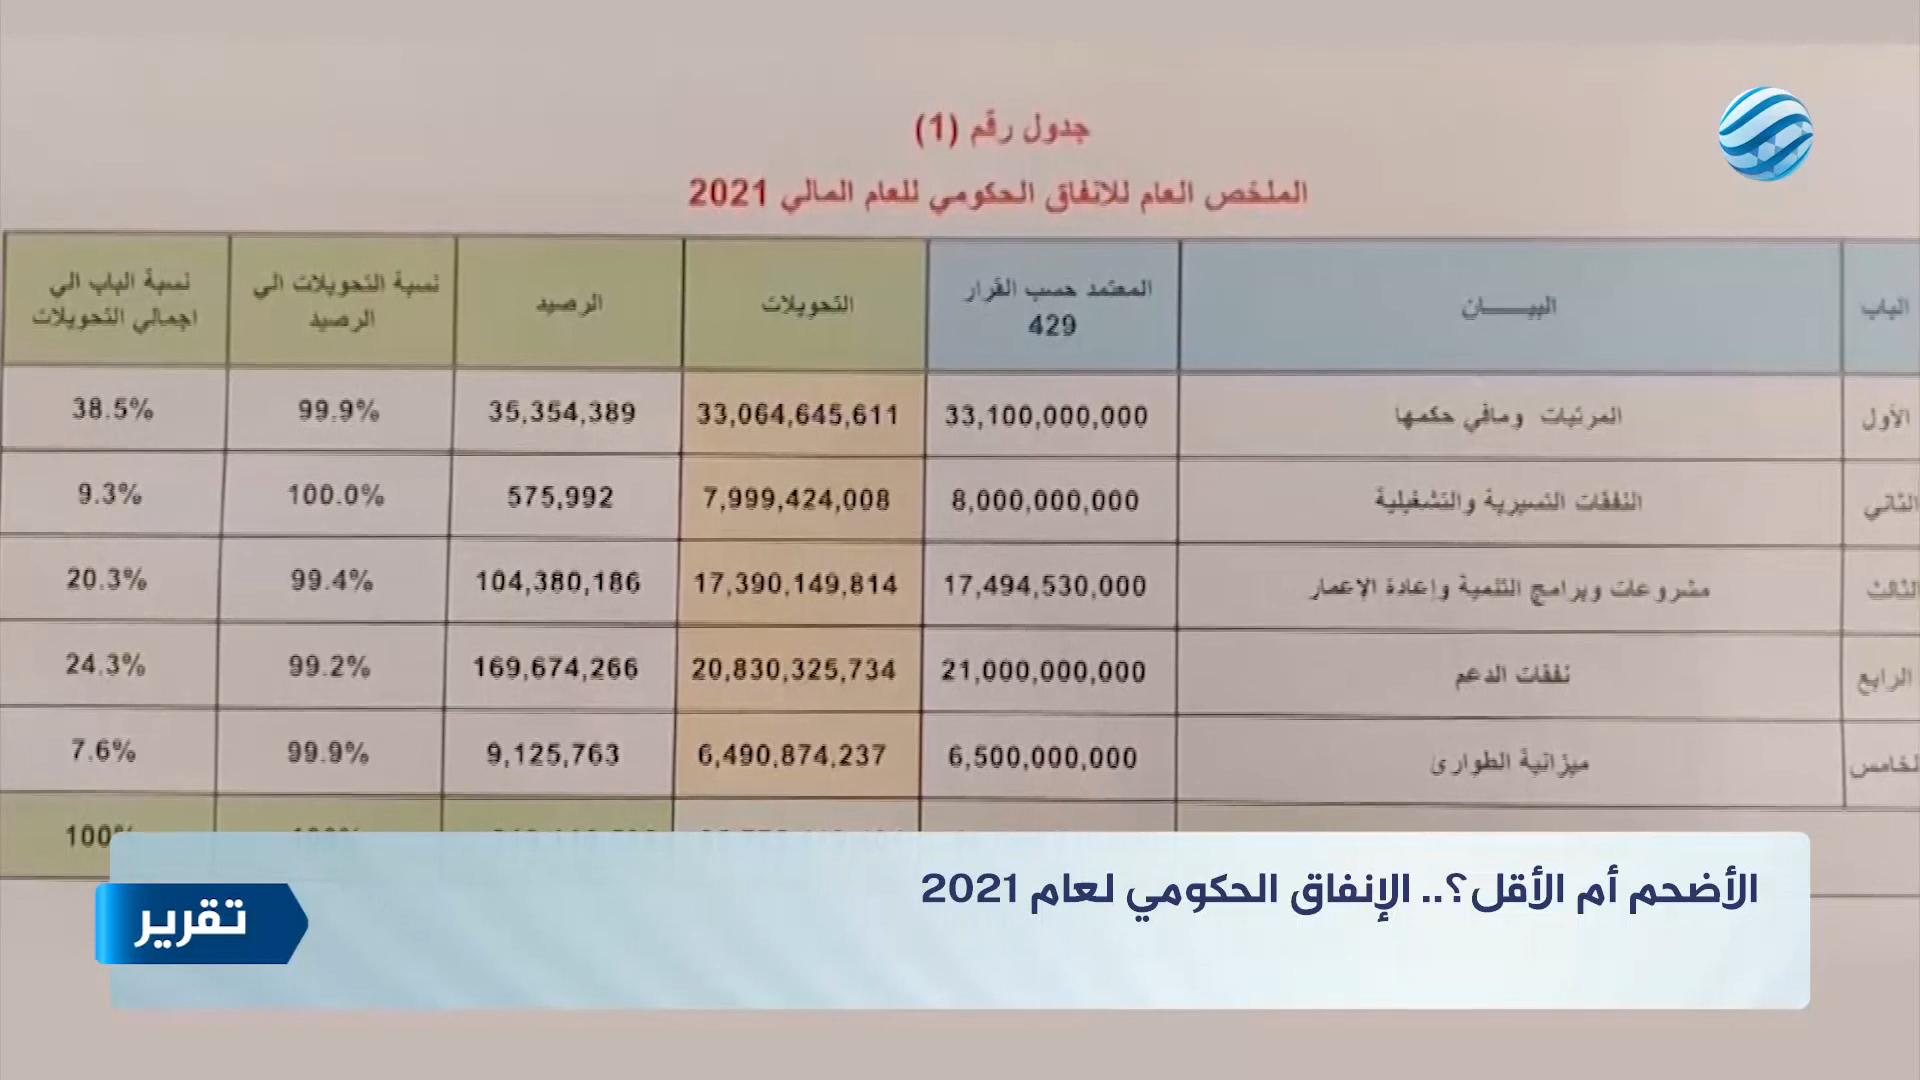 جدول رقم (1)
الملخص العام للانفاق الحكومي للعام المالي 2021
الباب البيـــــان المعتمد حسب القرار 429 التحويلات الرصيد نسبة التحويلات الي الرصيد نسبة الباب الي اجمالي التحويلات
الأول المرتبات ومافي حكمها 33,100,000,000 33,064,645,611 35,354,389 99.9% 38.5%
الثاني النفقات التسيرية والتشغيلية 8,000,000,000 7,999,424,008 575,992 100.0% 9.3%
الثالث مشروعات وبرامج التنمية وإعادة الإعمار 17,494,530,000 17,390,149,814 104,380,186 99.4% 20.3%
الرابع نفقات الدعم 21,000,000,000 20,830,325,734 169,674,266 99.2% 24.3%
لخامس ميزانية الطوارئ 6,500,000,000 6,490,874,237 9,125,763 99.9% 7.6%
100%
الأضحم أم الأقل؟.. الإنفاق الحكومي لعام 2021
تقرير